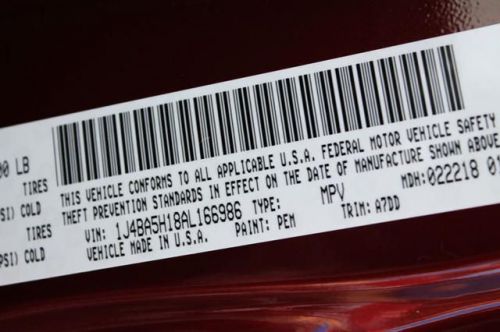 00 LB
TIRES
SI) COLD
TIRES
PSI) COLD
THIS VEHICLE CONFORMS TO ALL APPLICABLE U.S.A. FEDERAL MOTOR VEHICLE SAFETY
THEFT PREVENTION STANDARDS IN EFFECT ON THE DATE OF MANUFACTURE SHOWN ABOVE
VIN: 1J4BA5H18AL166986 TYPE: MPV MDH:022218 01
VEHICLE MADE IN U.S.A. PAINT: PEM TRIM: A7DD